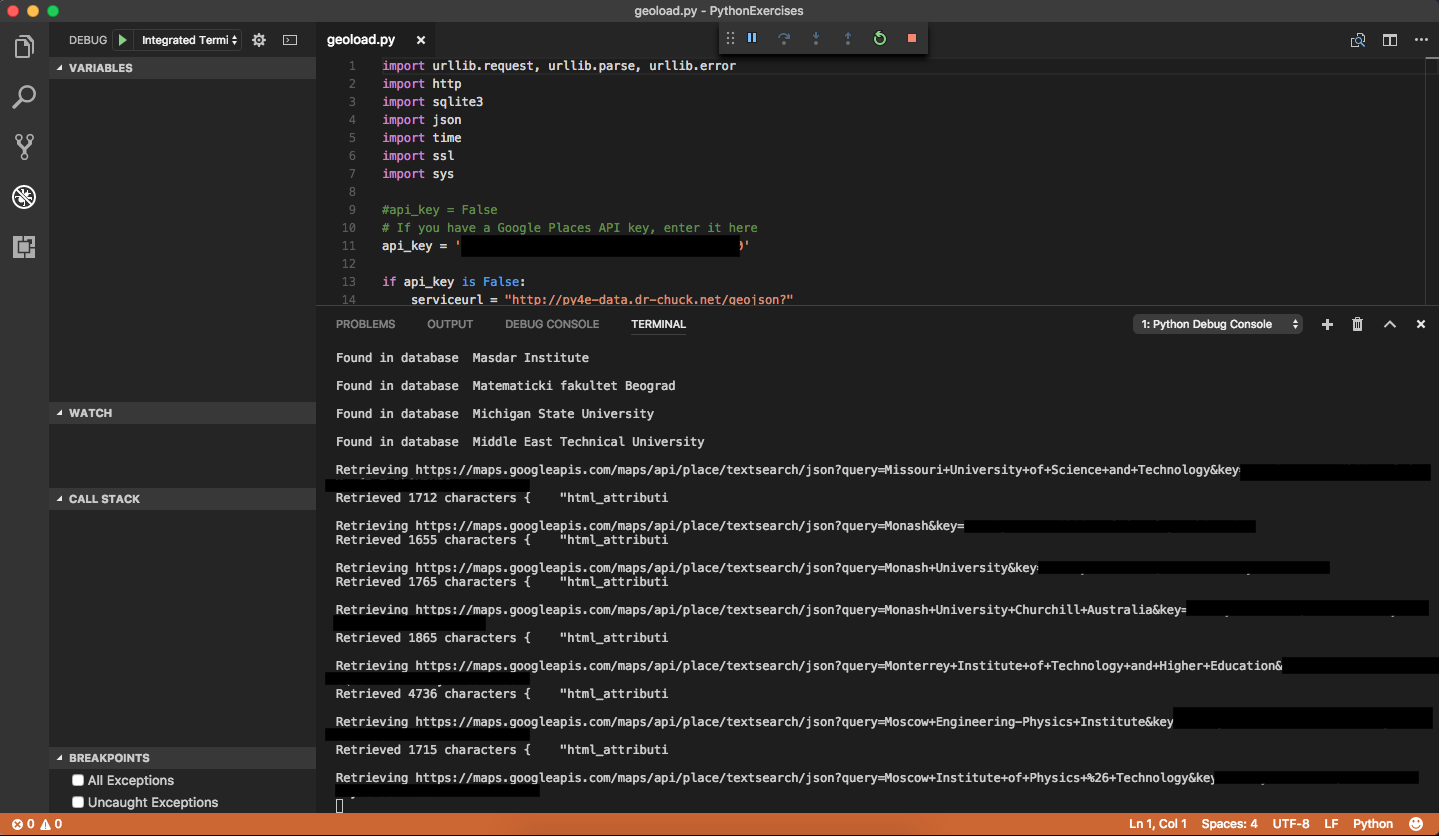 geoload.py - PythonExercises
DEBUG Integrated Termi
geoload.py
VARIABLES
WATCH
CALL STACK
BREAKPOINTS
All Exceptions
Uncaught Exceptions
1 import urllib.request, urllib.parse, urllib.error
2 import http
3 import sqlite3
4 import json
5 import time
6 import ssl
7 import sys
8
9 #api_key = False
10 # If you have a Google Places API key, enter it here
11 api_key = '
12
13 if api_key is False:
14 serviceurl = "http://py4e-data.dr-chuck.net/geojson?"
PROBLEMS OUTPUT DEBUG CONSOLE TERMINAL 1: Python Debug Console
Found in database Masdar Institute
Found in database Matematicki fakultet Beograd
Found in database Michigan State University
Found in database Middle East Technical University
Retrieving https://maps.googleapis.com/maps/api/place/textsearch/json?query=Missouri+University+of+Science+and+Technology&key=
Retrieved 1712 characters { "html_attributi
Retrieving https://maps.googleapis.com/maps/api/place/textsearch/json?query=Monash&key=
Retrieved 1655 characters { "html_attributi
Retrieving https://maps.googleapis.com/maps/api/place/textsearch/json?query=Monash+University&key=
Retrieved 1765 characters { "html_attributi
Retrieving https://maps.googleapis.com/maps/api/place/textsearch/json?query=Monash+University+Churchill+Australia&key=
Retrieved 1865 characters { "html_attributi
Retrieving https://maps.googleapis.com/maps/api/place/textsearch/json?query=Monterrey+Institute+of+Technology+and+Higher+Education&
Retrieved 4736 characters { "html_attributi
Retrieving https://maps.googleapis.com/maps/api/place/textsearch/json?query=Moscow+Engineering-Physics+Institute&key
Retrieved 1715 characters { "html_attributi
Retrieving https://maps.googleapis.com/maps/api/place/textsearch/json?query=Moscow+Institute+of+Physics+%26+Technology&key
0 0 Ln 1, Col 1 Spaces: 4 UTF-8 LF Python